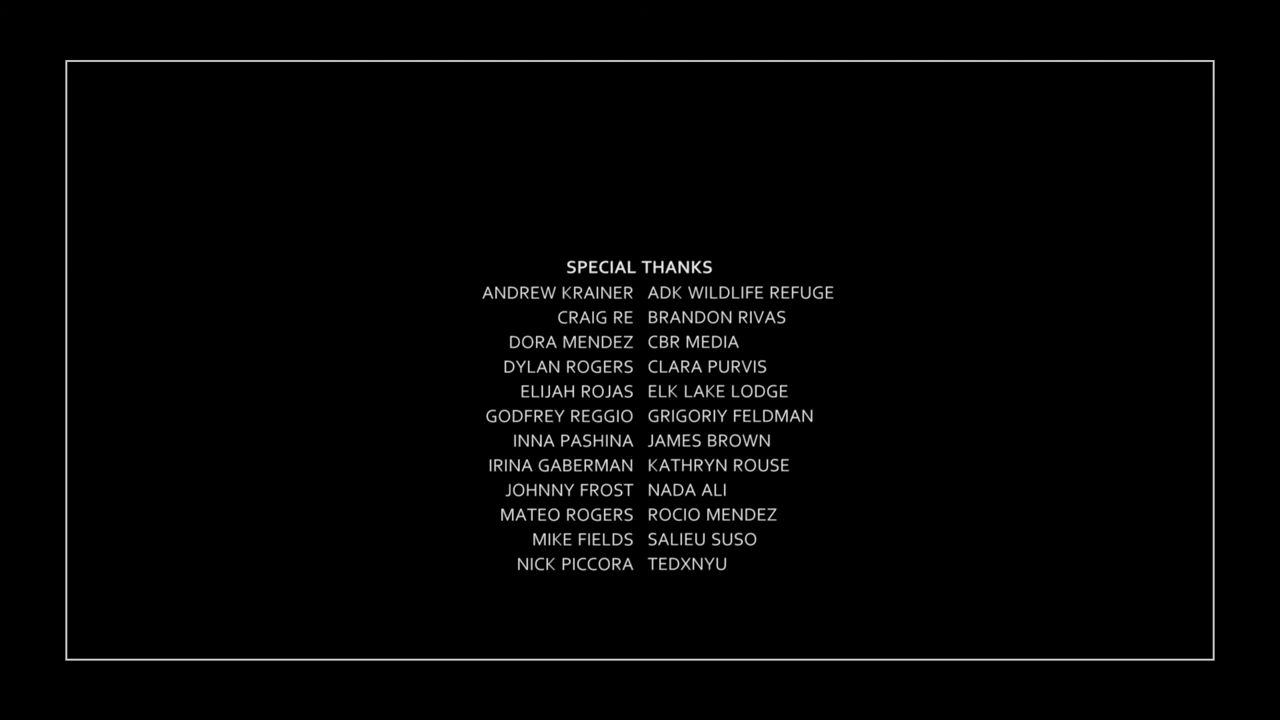 SPECIAL THANKS
ANDREW KRAINER ADK WILDLIFE REFUGE
CRAIG RE BRANDON RIVAS
DORA MENDEZ CBR MEDIA
DYLAN ROGERS CLARA PURVIS
ELIJAH ROJAS ELK LAKE LODGE
GODFREY REGGIO GRIGORIY FELDMAN
INNA PASHINA JAMES BROWN
IRINA GABERMAN KATHRYN ROUSE
JOHNNY FROST NADA ALI
MATEO ROGERS ROCIO MENDEZ
MIKE FIELDS SALIEU SUSO
NICK PICCORA TEDXNYU